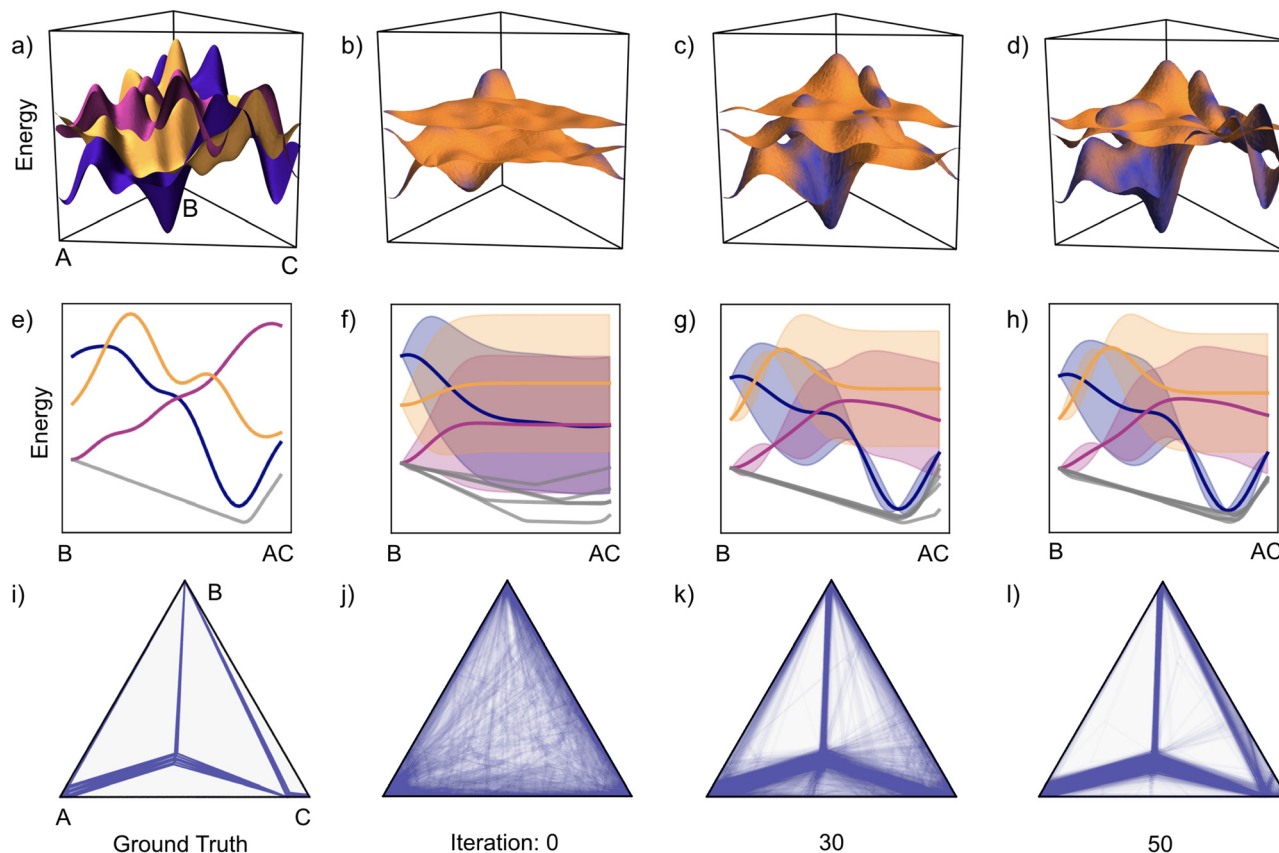 a)
b)
c)
d)
Energy
B
A
C
e)
f)
g)
h)
Energy
B
AC
B
AC
B
AC
B
AC
i)
j)
k)
l)
B
A
C
Ground Truth
Iteration: 0
30
50